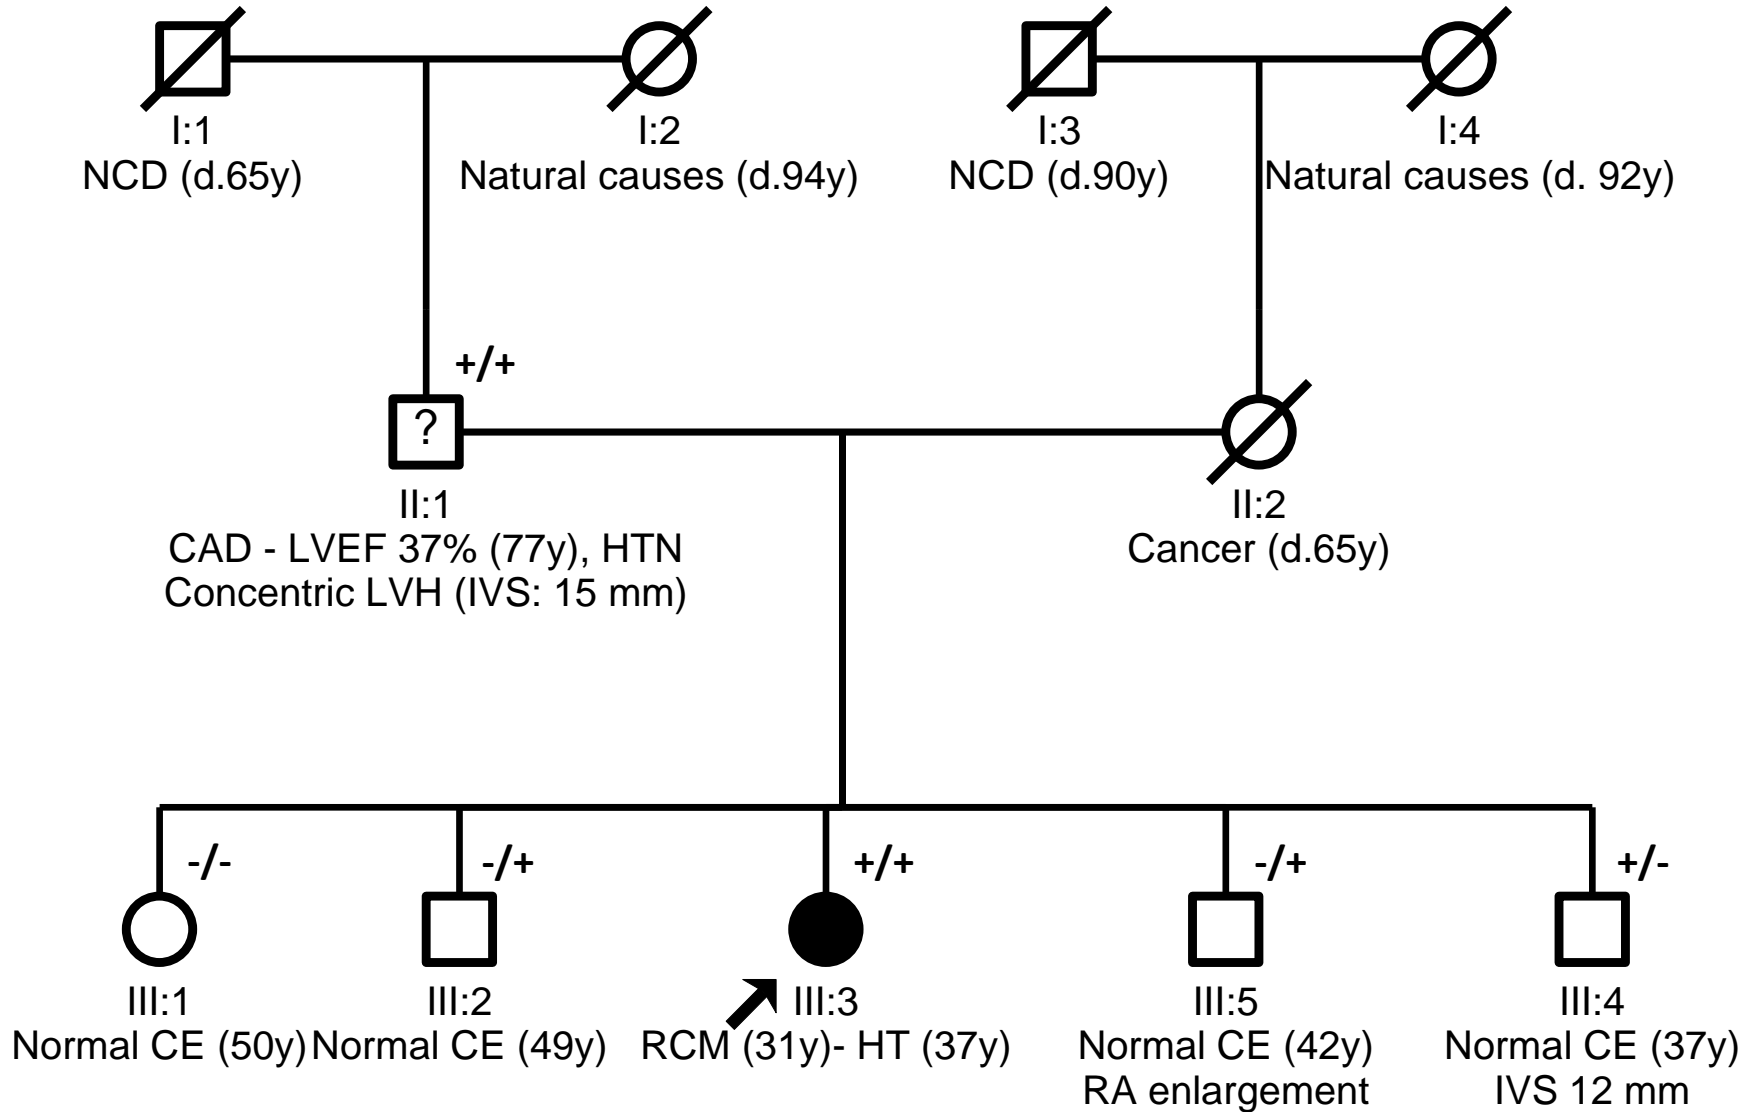 I:1
NCD (d.65y)
I:2
Natural causes (d.94y)
I:3
NCD (d.90y)
I:4
Natural causes (d. 92y)
+/+
?
II:1
CAD - LVEF 37% (77y), HTN
Concentric LVH (IVS: 15 mm)
II:2
Cancer (d.65y)
-/-
-/+
+/+
-/+
+/-
III:1
Normal CE (50y)
III:2
Normal CE (49y)
III:3
RCM (31y)- HT (37y)
III:5
Normal CE (42y)
RA enlargement
III:4
Normal CE (37y)
IVS 12 mm